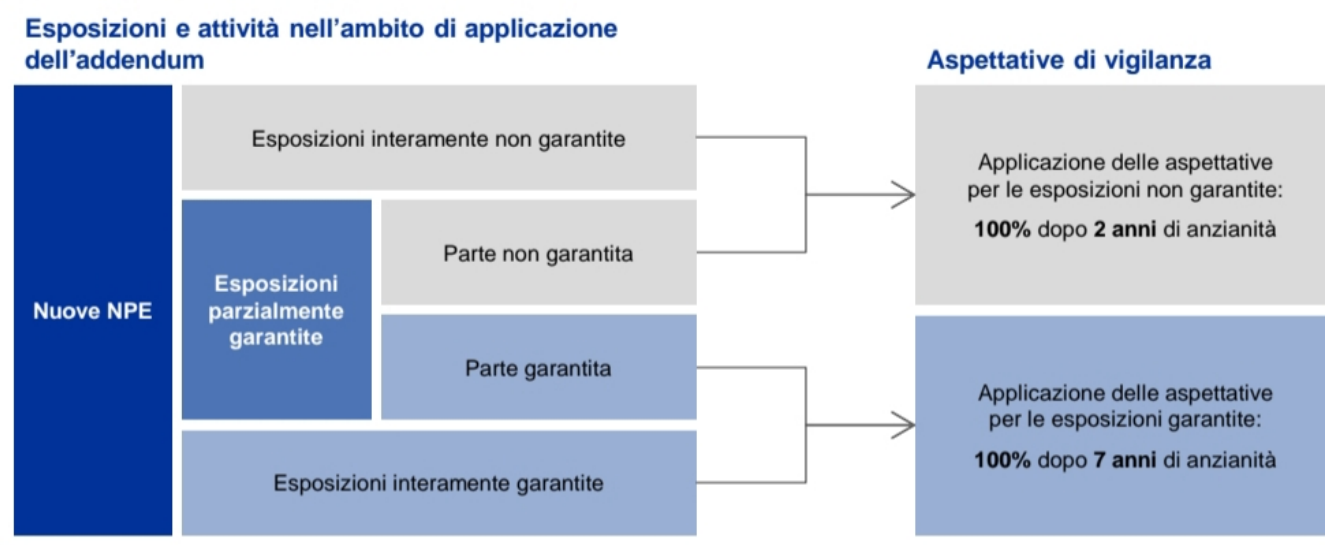 Esposizioni e attività nell'ambito di applicazione
dell'addendum
Aspettative di vigilanza
Nuove NPE
Esposizioni interamente non garantite
Esposizioni
parzialmente
garantite
Parte non garantita
Parte garantita
Esposizioni interamente garantite
Applicazione delle aspettative
per le esposizioni non garantite:
100% dopo 2 anni di anzianità
Applicazione delle aspettative
per le esposizioni garantite:
100% dopo 7 anni di anzianità